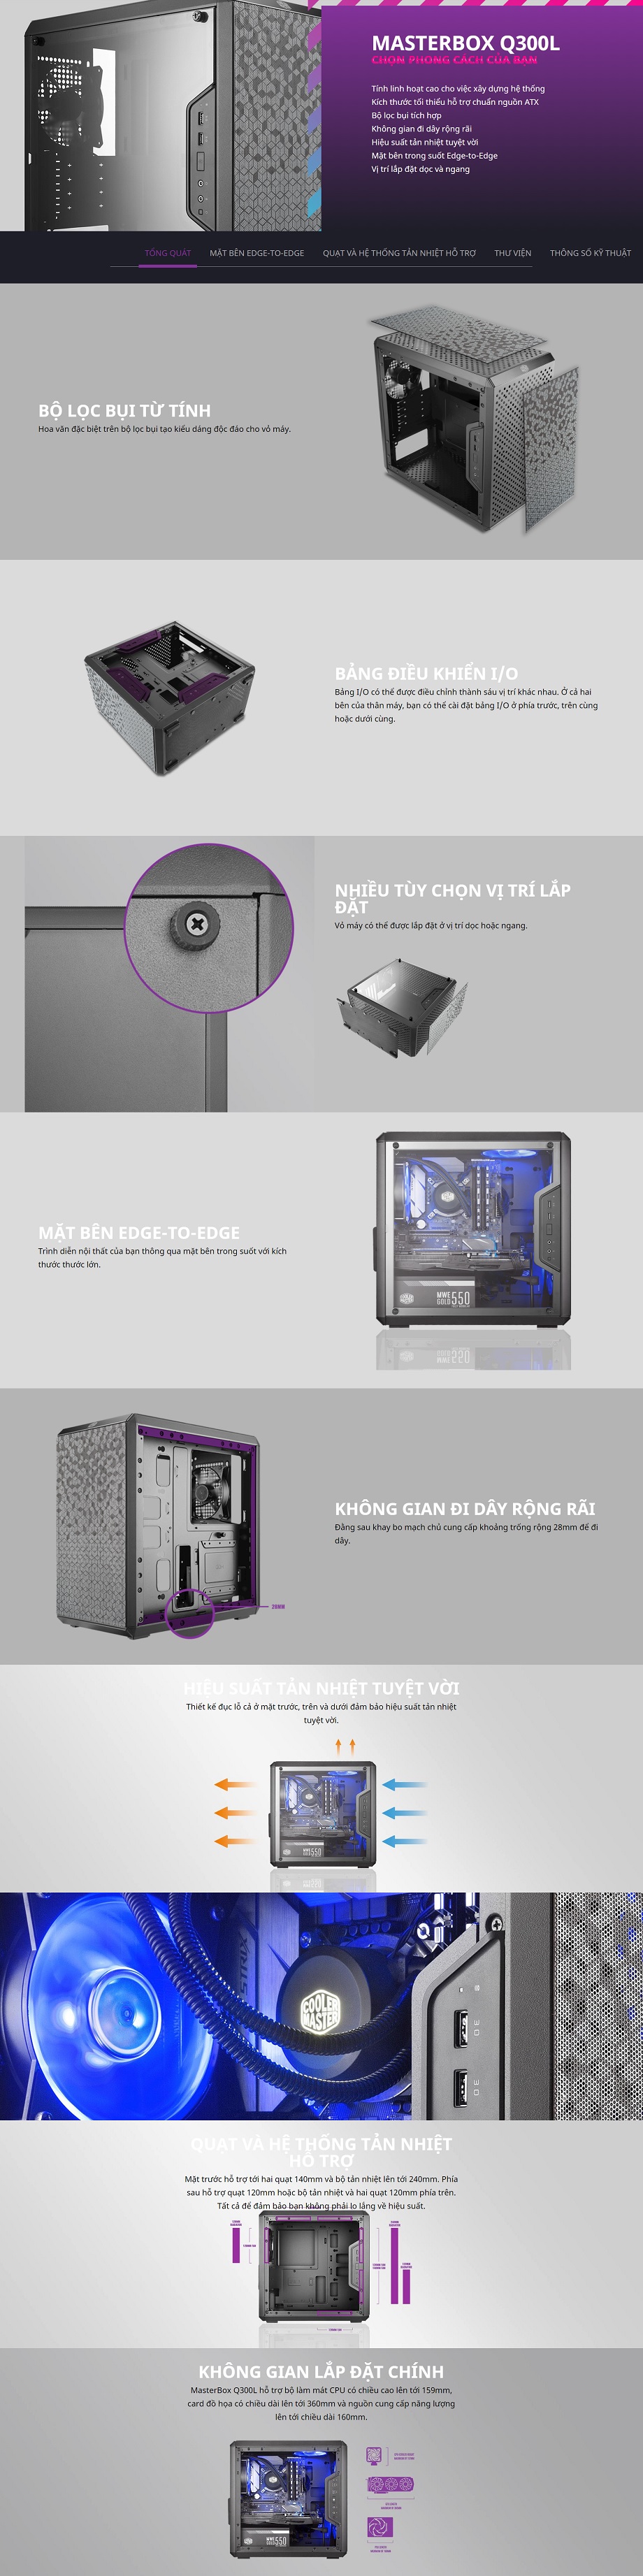 MASTERBOX Q300L
CHỌN PHONG CÁCH CỦA BẠN
Tính linh hoạt cao cho việc xây dựng hệ thống
Kích thước tối thiểu hỗ trợ chuẩn nguồn ATX
Bộ lọc bụi tích hợp
Không gian đi dây rộng rãi
Hiệu suất tản nhiệt tuyệt vời
Mặt bên trong suốt Edge-to-Edge
Vị trí lắp đặt dọc và ngang
TỔNG QUÁT MẶT BÊN EDGE-TO-EDGE QUẠT VÀ HỆ THỐNG TẢN NHIỆT HỖ TRỢ THƯ VIỆN THÔNG SỐ KỸ THUẬT
BỘ LỌC BỤI TỪ TÍNH
Hoa văn đặc biệt trên bộ lọc bụi tạo kiểu dáng độc đáo cho vỏ máy.
BẢNG ĐIỀU KHIỂN I/O
Bảng I/O có thể được điều chỉnh thành sáu vị trí khác nhau. Ở cả hai
bên của thân máy, bạn có thể cài đặt bảng I/O ở phía trước, trên cùng
hoặc dưới cùng.
NHIỀU TÙY CHỌN VỊ TRÍ LẮP
ĐẶT
Vỏ máy có thể được lắp đặt ở vị trí dọc hoặc ngang.
MẶT BÊN EDGE-TO-EDGE
Trình diễn nội thất của bạn thông qua mặt bên trong suốt với kích
thước thước lớn.
MWE
GOLD 550
KHÔNG GIAN ĐI DÂY RỘNG RÃI
Đằng sau khay bo mạch chủ cung cấp khoảng trống rộng 28mm để đi
dây.
28MM
HIỆU SUẤT TẢN NHIỆT TUYỆT VỜI
Thiết kế đục lỗ cả ở mặt trước, trên và dưới đảm bảo hiệu suất tản nhiệt
tuyệt vời.
MWE
GOLD 550
COOLER
MASTER
QUẠT VÀ HỆ THỐNG TẢN NHIỆT
HỖ TRỢ
Mặt trước hỗ trợ tới hai quạt 140mm và bộ tản nhiệt lên tới 240mm. Phía
sau hỗ trợ quạt 120mm hoặc bộ tản nhiệt và hai quạt 120mm phía trên.
Tất cả để đảm bảo bạn không phải lo lắng về hiệu suất.
KHÔNG GIAN LẮP ĐẶT CHÍNH
MasterBox Q300L hỗ trợ bộ làm mát CPU có chiều cao lên tới 159mm,
card đồ họa có chiều dài lên tới 360mm và nguồn cung cấp năng lượng
lên tới chiều dài 160mm.
MWE
GOLD 550